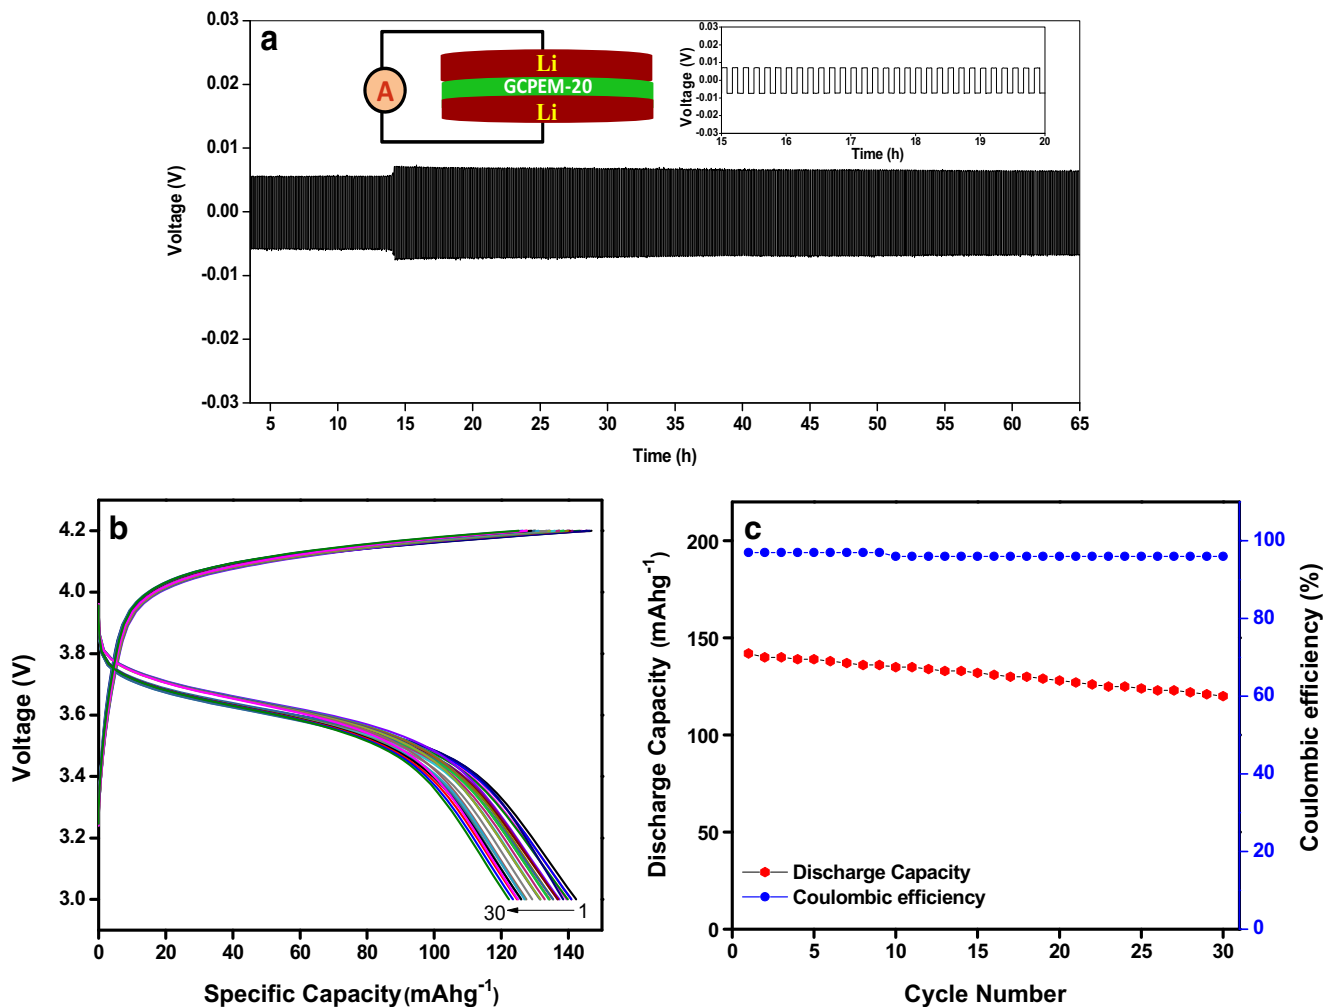 a
0.03
0.02
0.01
0.00
-0.01
-0.02
-0.03
Voltage (V)
5 10 15 20 25 30 35 40 45 50 55 60 65
Time (h)
A
Li
GCPEM-20
Li
0.03
0.02
0.01
0.00
-0.01
-0.02
-0.03
Voltage (V)
15 16 17 18 19 20
Time (h)
b
4.2
4.0
3.8
3.6
3.4
3.2
3.0
Voltage (V)
30 1
0 20 40 60 80 100 120 140
Specific Capacity(mAhg⁻¹)
c
200
150
100
50
0
Discharge Capacity (mAhg⁻¹)
100
80
60
40
20
0
Coulombic efficiency (%)
Discharge Capacity
Coulombic efficiency
0 5 10 15 20 25 30
Cycle Number